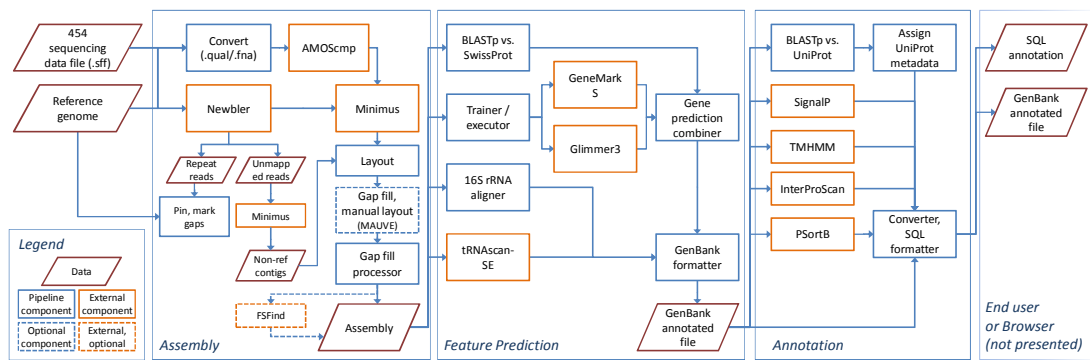 454
sequencing
data file (.sff)
Reference
genome
Convert
(.qual/.fna)
AMOScmp
Newbler
Minimus
Repeat
reads
Unmapp
ed reads
Layout
Pin, mark
gaps
Minimus
Gap fill,
manual layout
(MAUVE)
Non-ref
contigs
Gap fill
processor
FSFind
Assembly
Assembly
Legend
Data
Pipeline
component
External
component
Optional
component
External,
optional
BLASTp vs.
SwissProt
Trainer /
executor
GeneMark
S
Glimmer3
Gene
prediction
combiner
16S rRNA
aligner
tRNAscan-
SE
GenBank
formatter
GenBank
annotated
file
Feature Prediction
BLASTp vs.
UniProt
Assign
UniProt
metadata
SignalP
TMHMM
InterProScan
PSortB
Converter,
SQL
formatter
Annotation
SQL
annotation
GenBank
annotated
file
End user
or Browser
(not presented)